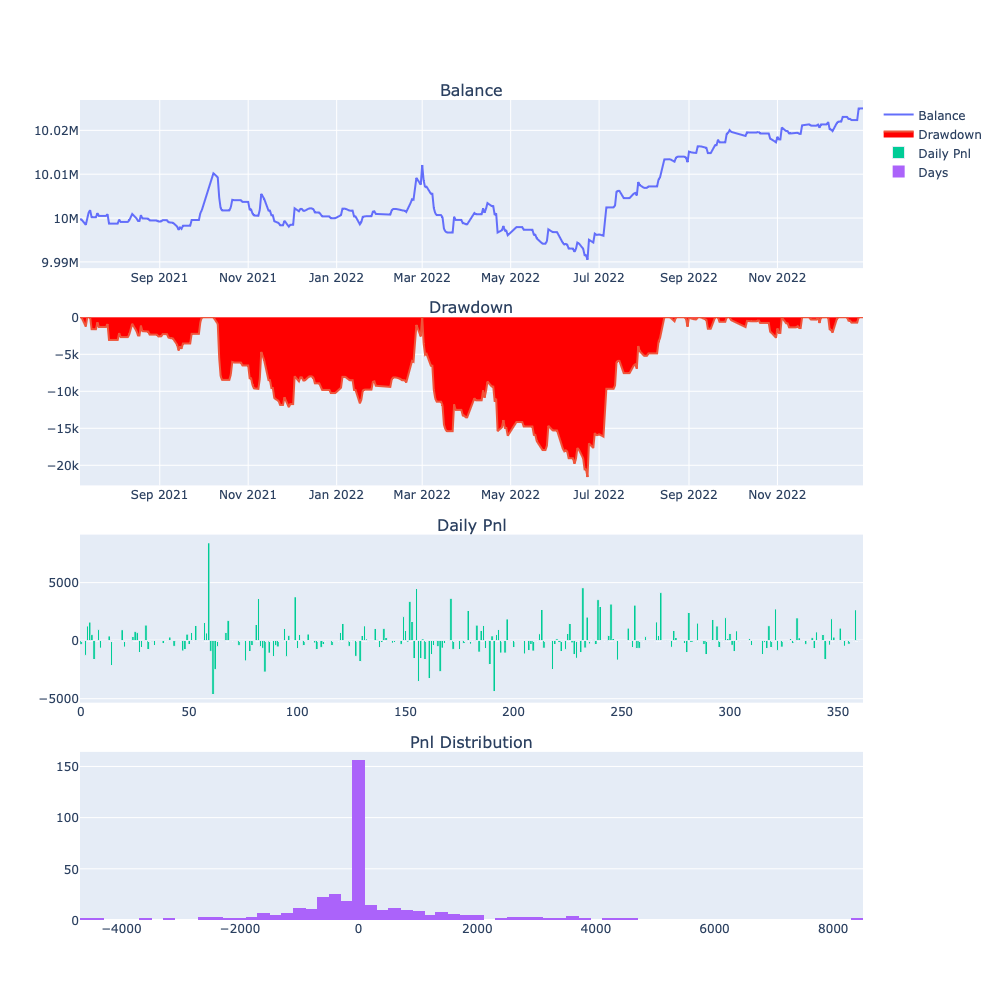 Balance
10.02M
10.01M
10M
9.99M
Sep 2021 Nov 2021 Jan 2022 Mar 2022 May 2022 Jul 2022 Sep 2022 Nov 2022
Balance
Drawdown
Daily Pnl
Days
Drawdown
0
−5k
−10k
−15k
−20k
Sep 2021 Nov 2021 Jan 2022 Mar 2022 May 2022 Jul 2022 Sep 2022 Nov 2022
Daily Pnl
5000
0
−5000
0 50 100 150 200 250 300 350
Pnl Distribution
150
100
50
0
−4000 −2000 0 2000 4000 6000 8000